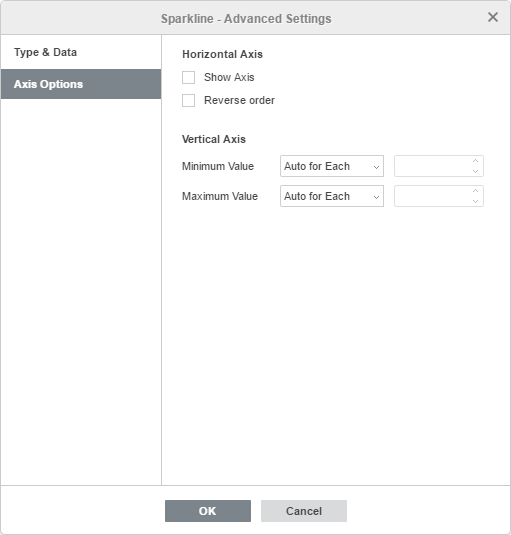 Sparkline - Advanced Settings
Type & Data
Axis Options
Horizontal Axis
Show Axis
Reverse order
Vertical Axis
Minimum Value Auto for Each
Maximum Value Auto for Each
OK Cancel